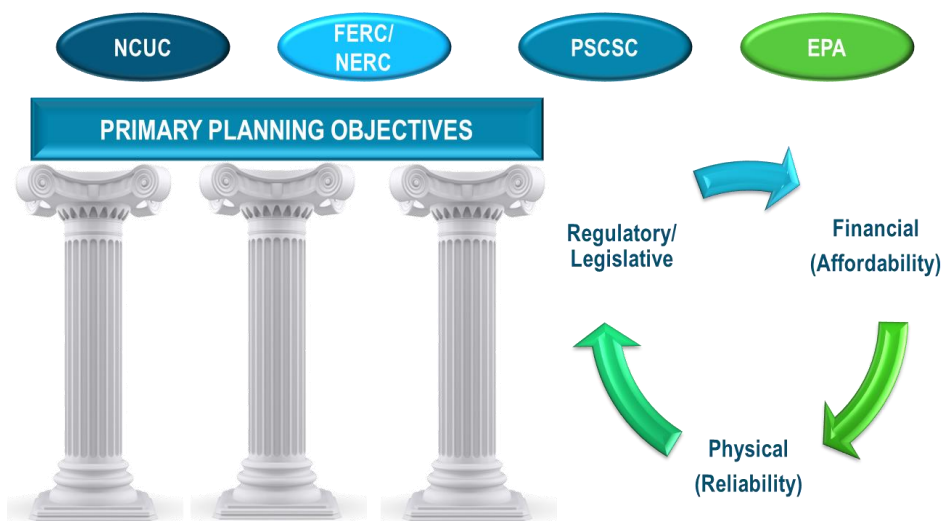 NCUC
FERC/
NERC
PSCSC
EPA
PRIMARY PLANNING OBJECTIVES
Regulatory/
Legislative
Financial
(Affordability)
Physical
(Reliability)